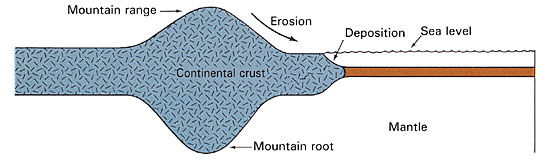 Mountain range
Erosion
Deposition
Sea level
Continental crust
Mantle
Mountain root